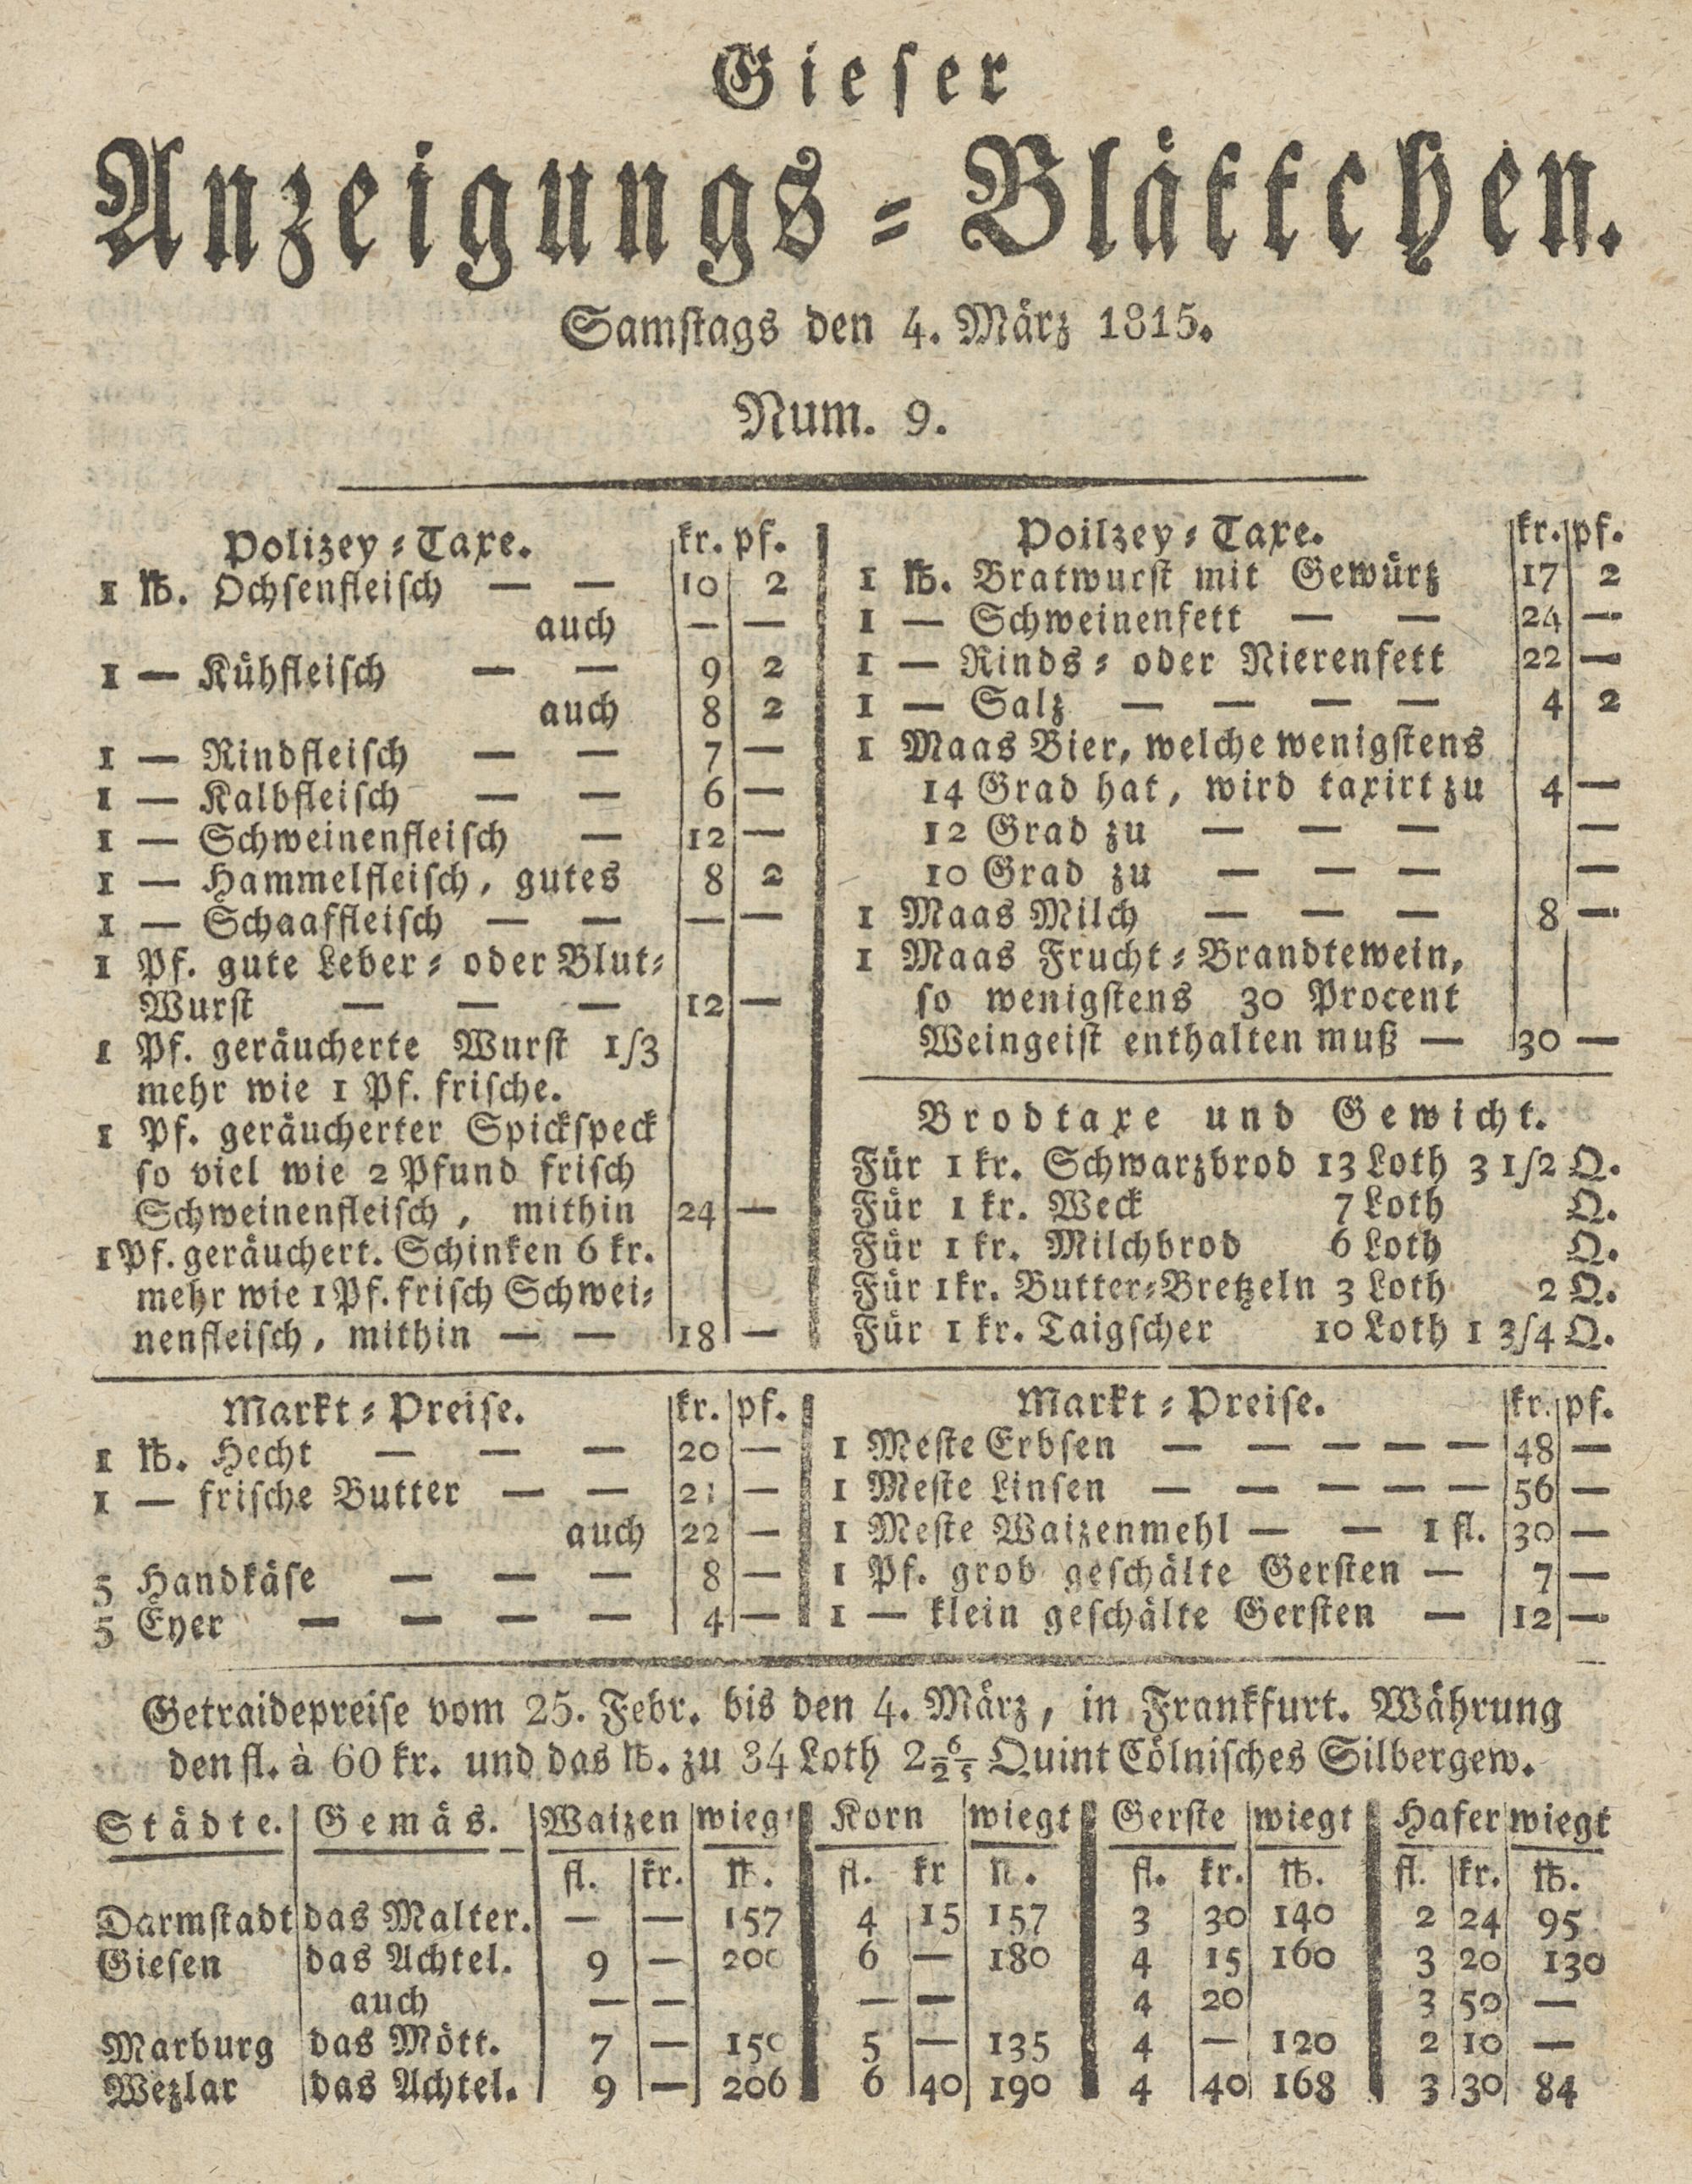 Gieser
Anzeigungs-Blättchen.
Samstags den 4. März 1815.
Num. 9.
Polizey-Taxe. kr. pf.
1 ℔. Ochsenfleisch — — 10 2
auch — —
1 — Kühfleisch — — 9 2
auch 8 2
1 — Rindfleisch — — 7 —
1 — Kalbfleisch — — 6 —
1 — Schweinenfleisch — 12 —
1 — Hammelfleisch, gutes 8 2
1 — Schaaffleisch — — — —
1 Pf. gute Leber- oder Blut-
Wurst — — — 12 —
1 Pf. geräucherte Wurst 1/3
mehr wie 1 Pf. frische.
1 Pf. geräucherter Spickspeck
so viel wie 2 Pfund frisch
Schweinenfleisch, mithin 24 —
1 Pf. geräuchert. Schinken 6 kr.
mehr wie 1 Pf. frisch Schwei-
nenfleisch, mithin — — 18 —
Poilzey-Taxe. kr. pf.
1 ℔. Bratwurst mit Gewürtz 17 2
1 — Schweinenfett — — 24 —
1 — Rinds- oder Nierenfett 22 —
1 — Salz — — — — 4 2
1 Maas Bier, welche wenigstens
14 Grad hat, wird taxirt zu 4 —
12 Grad zu — — — —
10 Grad zu — — — —
1 Maas Milch — — — 8 —
1 Maas Frucht-Brandtewein,
so wenigstens 30 Procent
Weingeist enthalten muß — 30 —
Brodtaxe und Gewicht.
Für 1 kr. Schwarzbrod 13 Loth 3 1/2 Q.
Für 1 kr. Weck 7 Loth Q.
Für 1 kr. Milchbrod 6 Loth Q.
Für 1 kr. Butter-Bretzeln 3 Loth 2 Q.
Für 1 kr. Taigscher 10 Loth 1 3/4 Q.
Markt-Preise. kr. pf.
1 ℔. Hecht — — — 20 —
1 — frische Butter — — 21 —
auch 22 —
5 Handkäse — — — 8 —
5 Eyer — — — — 4 —
Markt-Preise. kr. pf.
1 Meste Erbsen — — — — — 48 —
1 Meste Linsen — — — — — 56 —
1 Meste Waizenmehl — — 1 fl. 30 —
1 Pf. grob geschälte Gersten — 7 —
1 — klein geschälte Gersten — 12 —
Getraidepreise vom 25. Febr. bis den 4. März, in Frankfurt. Währung
den fl. à 60 kr. und das ℔. zu 34 Loth 2 6/25 Quint Cölnisches Silbergew.
Städte. Gemäs. Waizen wiegt Korn wiegt Gerste wiegt Hafer wiegt
fl. kr. ℔. fl. kr ℔. fl. kr. ℔. fl. kr. ℔.
Darmstadt das Malter. — — 157 4 15 157 3 30 140 2 24 95
Giesen das Achtel. 9 — 200 6 — 180 4 15 160 3 20 130
auch — — — — 4 20 3 50 —
Marburg das Mött. 7 — 150 5 — 135 4 — 120 2 10 —
Wezlar das Achtel. 9 — 206 6 40 190 4 40 168 3 30 84